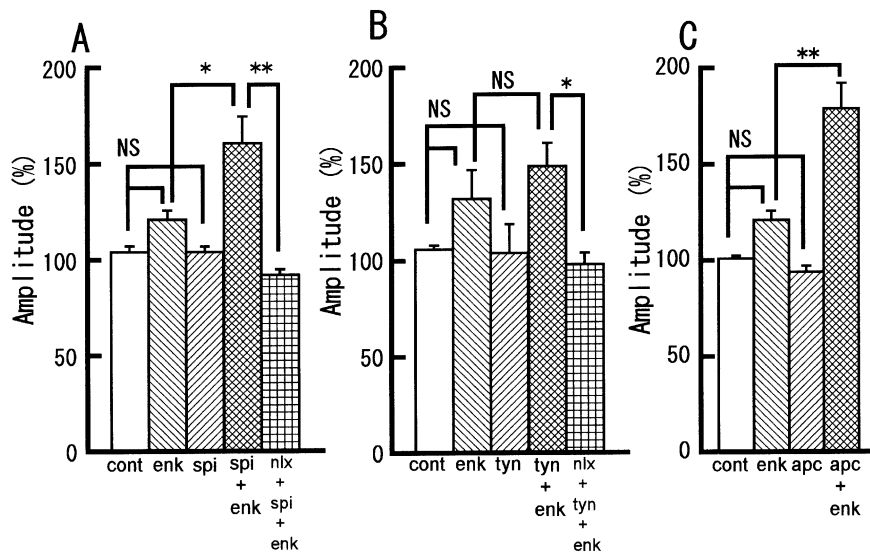 A
200
150
100
50
0
Amplitude (%)
NS
*
**
cont enk spi spi nlx
+ +
enk spi
+
enk
B
200
150
100
50
0
Amplitude (%)
NS
NS
*
cont enk tyn tyn nlx
+ +
enk tyn
+
enk
C
200
150
100
50
0
Amplitude (%)
NS
**
cont enk apc apc
+
enk